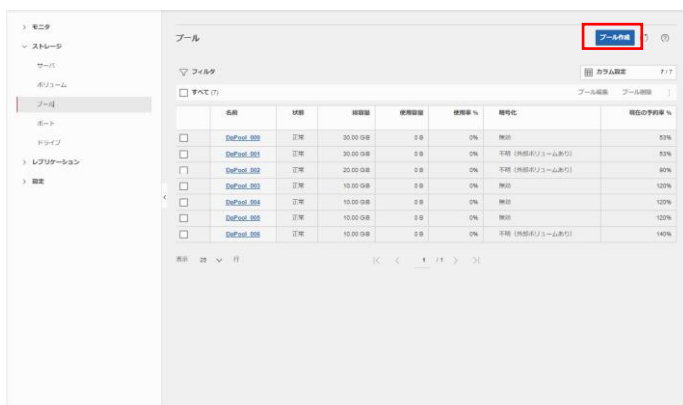 モニタ
ストレージ
サーバ
ボリューム
プール
ポート
ドライブ
レプリケーション
設定
プール
プール作成
フィルタ
カラム設定 7 / 7
すべて (7)
プール編集 プール削除
名前 状態 総容量 使用容量 使用率 % 暗号化 現在の予約率 %
DpPool_000 正常 30.00 GiB 0 B 0% 無効 53%
DpPool_001 正常 30.00 GiB 0 B 0% 不明（外部ボリュームあり） 53%
DpPool_002 正常 20.00 GiB 0 B 0% 不明（外部ボリュームあり） 80%
DpPool_003 正常 10.00 GiB 0 B 0% 無効 120%
DpPool_004 正常 10.00 GiB 0 B 0% 無効 120%
DpPool_005 正常 10.00 GiB 0 B 0% 無効 120%
DpPool_006 正常 10.00 GiB 0 B 0% 不明（外部ボリュームあり） 140%
表示 25 行
1 / 1